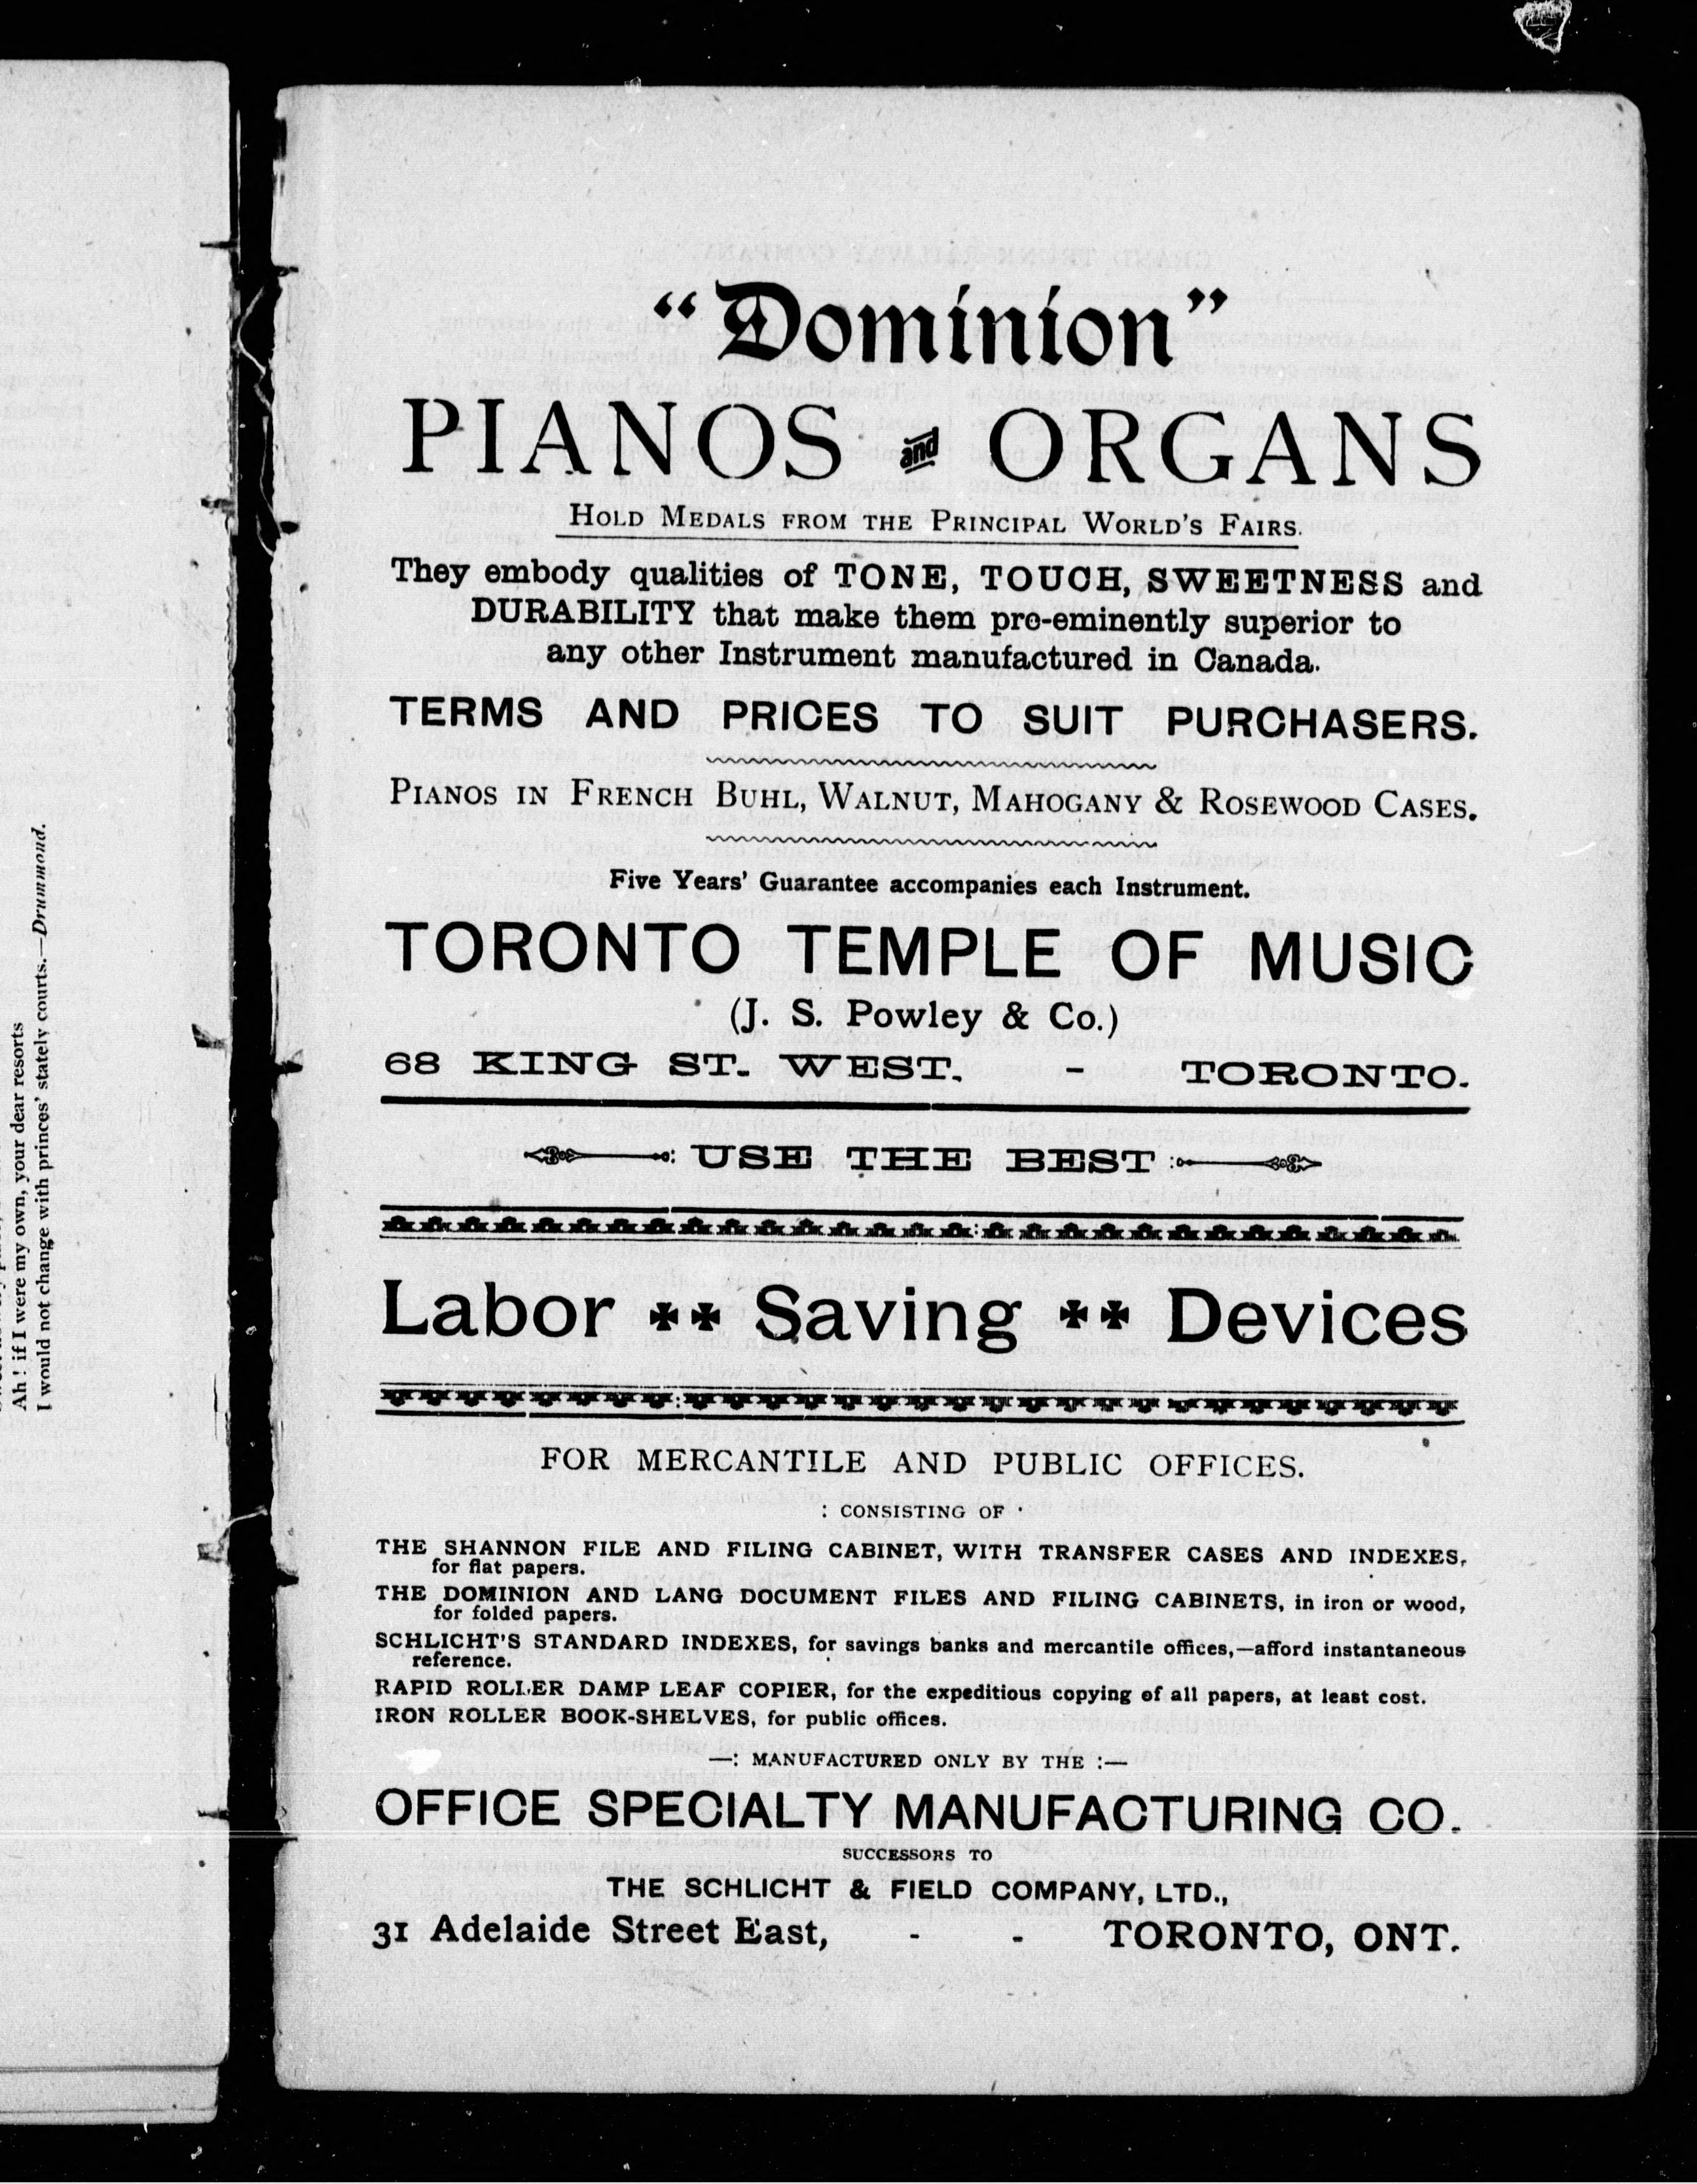 Ah! if I were my own, your dear resorts
I would not change with princes' stately courts.—Drummond.
“Dominion”
PIANOS and ORGANS
HOLD MEDALS FROM THE PRINCIPAL WORLD'S FAIRS.
They embody qualities of TONE, TOUCH, SWEETNESS and
DURABILITY that make them pre-eminently superior to
any other Instrument manufactured in Canada.
TERMS AND PRICES TO SUIT PURCHASERS.
PIANOS IN FRENCH BUHL, WALNUT, MAHOGANY & ROSEWOOD CASES.
Five Years' Guarantee accompanies each Instrument.
TORONTO TEMPLE OF MUSIC
(J. S. Powley & Co.)
68 KING ST. WEST. - TORONTO.
USE THE BEST
Labor Saving Devices
FOR MERCANTILE AND PUBLIC OFFICES.
: CONSISTING OF ·
THE SHANNON FILE AND FILING CABINET, WITH TRANSFER CASES AND INDEXES,
for flat papers.
THE DOMINION AND LANG DOCUMENT FILES AND FILING CABINETS, in iron or wood,
for folded papers.
SCHLICHT'S STANDARD INDEXES, for savings banks and mercantile offices,—afford instantaneous
reference.
RAPID ROLLER DAMP LEAF COPIER, for the expeditious copying of all papers, at least cost.
IRON ROLLER BOOK-SHELVES, for public offices.
—: MANUFACTURED ONLY BY THE :—
OFFICE SPECIALTY MANUFACTURING CO.
SUCCESSORS TO
THE SCHLICHT & FIELD COMPANY, LTD.,
31 Adelaide Street East, - - TORONTO, ONT.